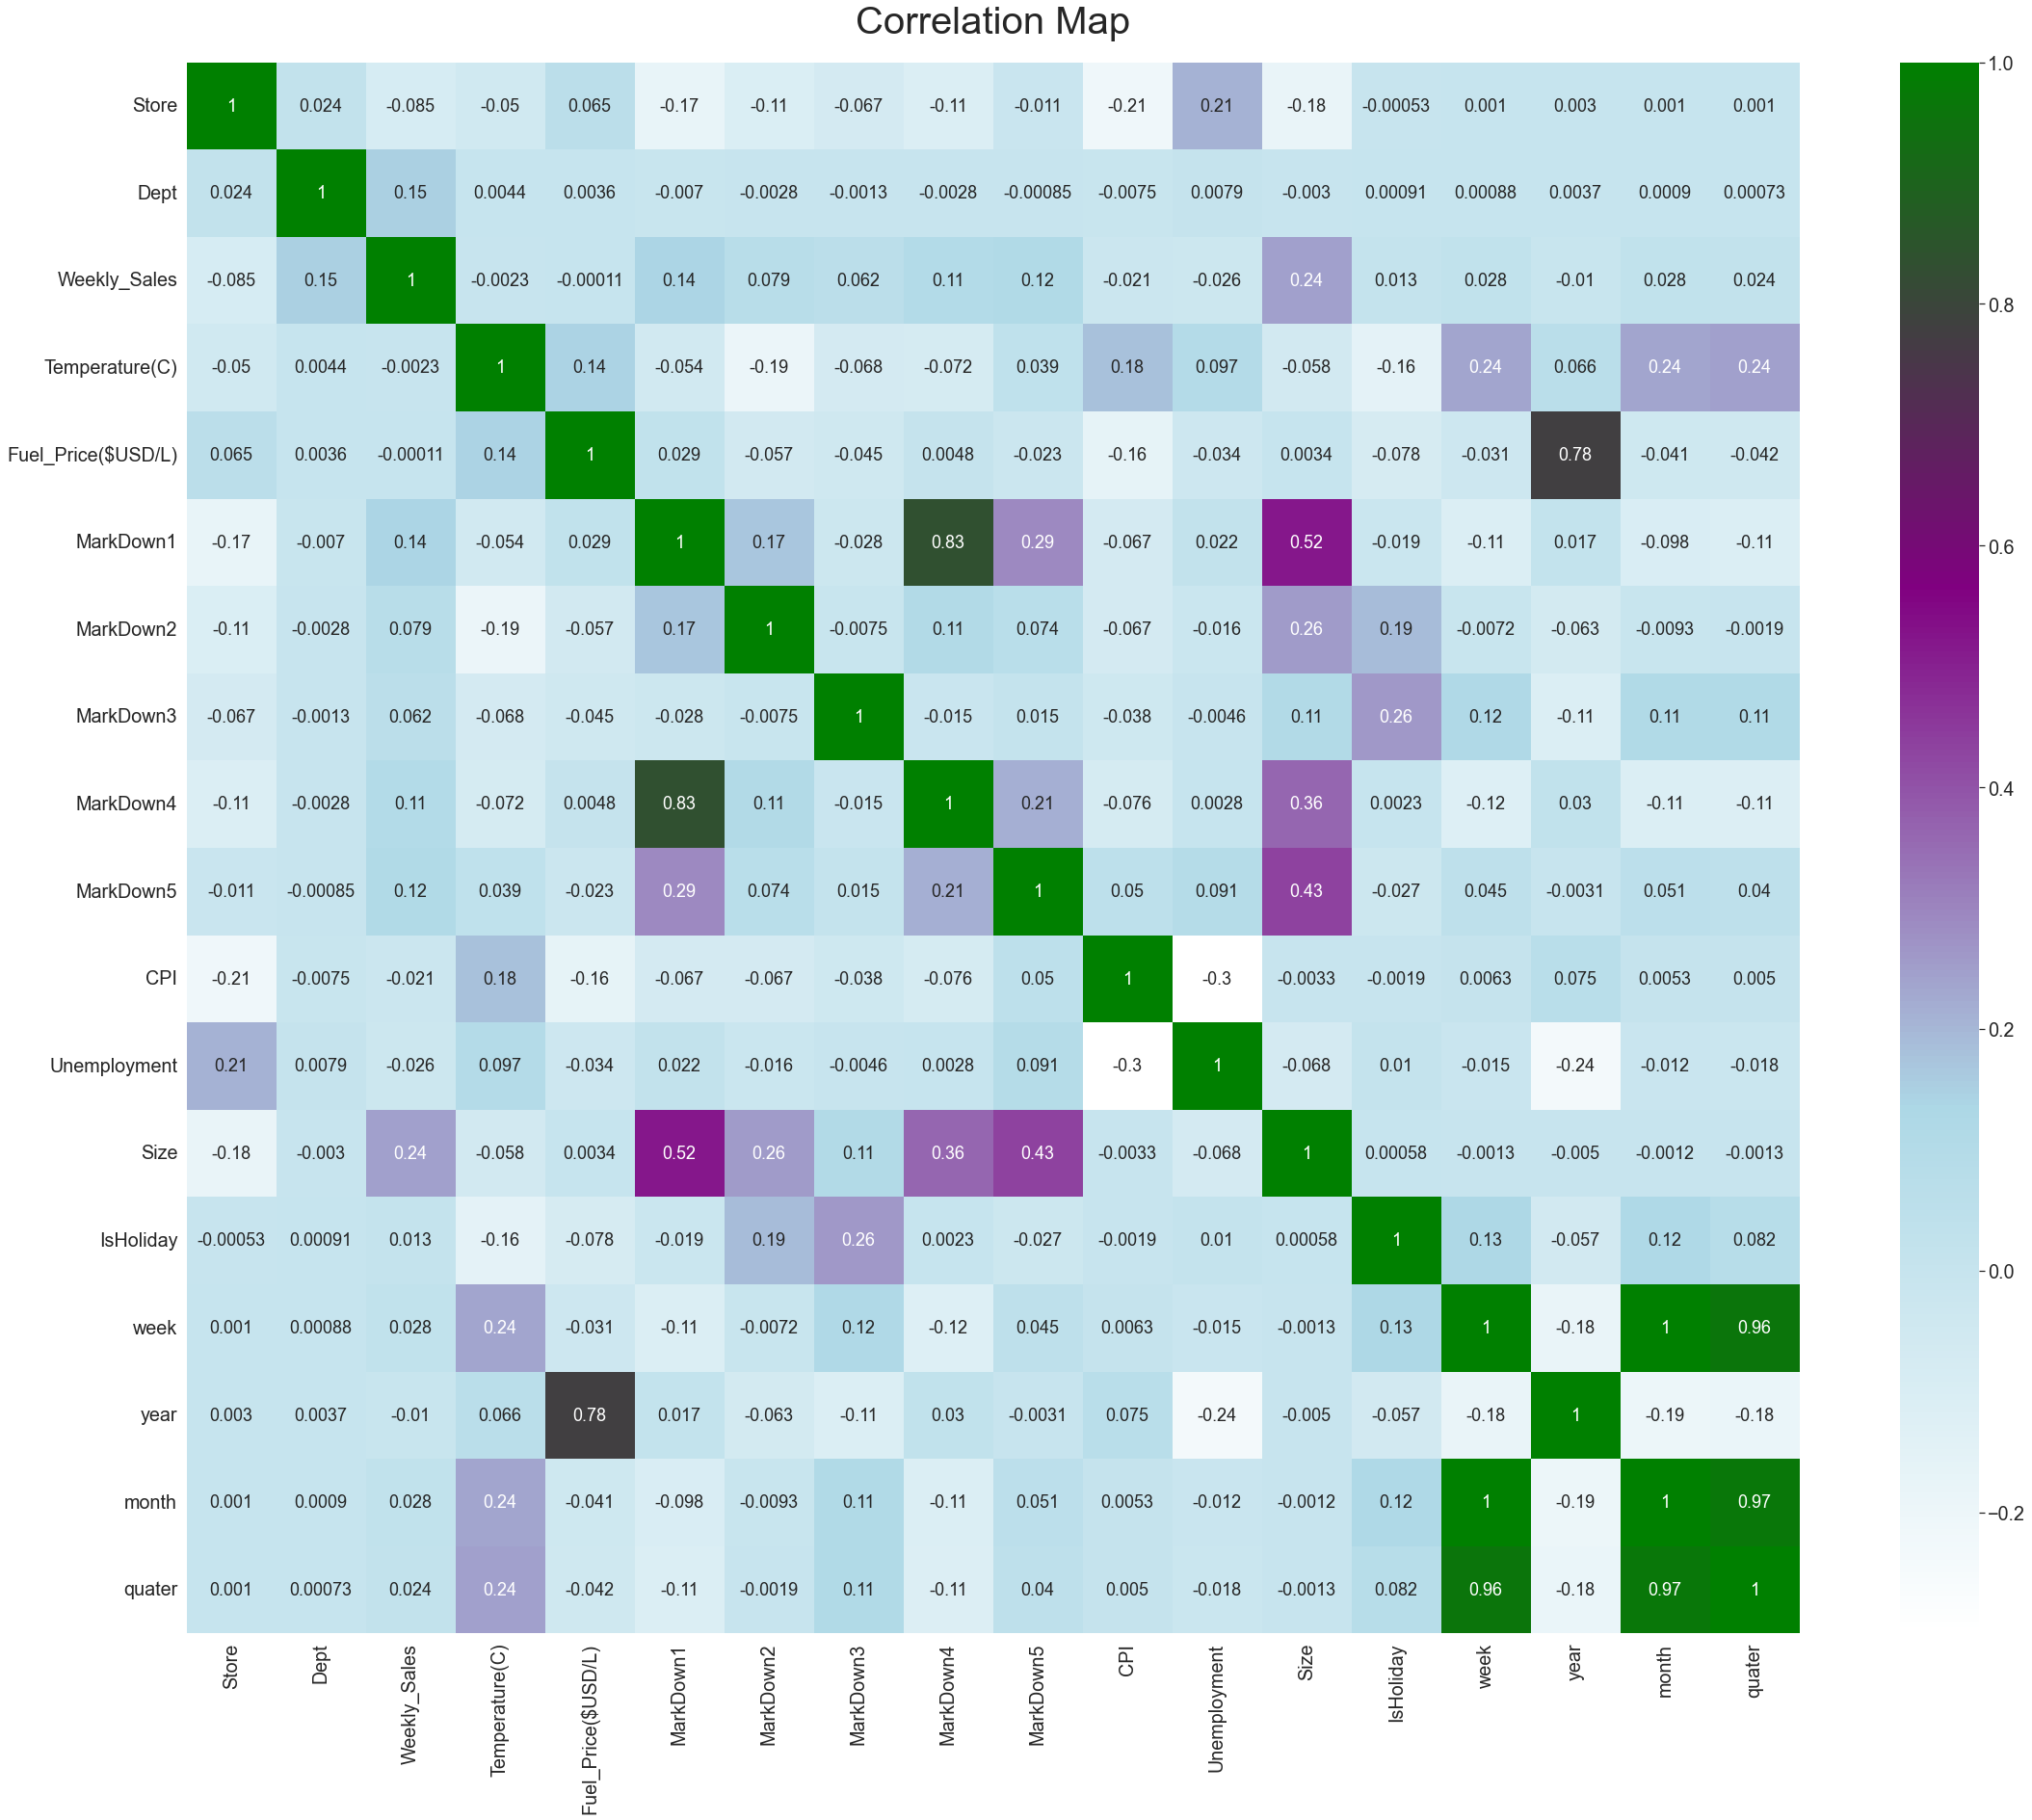 Correlation Map
Store 1 0.024 -0.085 -0.05 0.065 -0.17 -0.11 -0.067 -0.11 -0.011 -0.21 0.21 -0.18 -0.00053 0.001 0.003 0.001 0.001
Dept 0.024 1 0.15 0.0044 0.0036 -0.007 -0.0028 -0.0013 -0.0028 -0.00085 -0.0075 0.0079 -0.003 0.00091 0.00088 0.0037 0.0009 0.00073
Weekly_Sales -0.085 0.15 1 -0.0023 -0.00011 0.14 0.079 0.062 0.11 0.12 -0.021 -0.026 0.24 0.013 0.028 -0.01 0.028 0.024
Temperature(C) -0.05 0.0044 -0.0023 1 0.14 -0.054 -0.19 -0.068 -0.072 0.039 0.18 0.097 -0.058 -0.16 0.24 0.066 0.24 0.24
Fuel_Price($USD/L) 0.065 0.0036 -0.00011 0.14 1 0.029 -0.057 -0.045 0.0048 -0.023 -0.16 -0.034 0.0034 -0.078 -0.031 0.78 -0.041 -0.042
MarkDown1 -0.17 -0.007 0.14 -0.054 0.029 1 0.17 -0.028 0.83 0.29 -0.067 0.022 0.52 -0.019 -0.11 0.017 -0.098 -0.11
MarkDown2 -0.11 -0.0028 0.079 -0.19 -0.057 0.17 1 -0.0075 0.11 0.074 -0.067 -0.016 0.26 0.19 -0.0072 -0.063 -0.0093 -0.0019
MarkDown3 -0.067 -0.0013 0.062 -0.068 -0.045 -0.028 -0.0075 1 -0.015 0.015 -0.038 -0.0046 0.11 0.26 0.12 -0.11 0.11 0.11
MarkDown4 -0.11 -0.0028 0.11 -0.072 0.0048 0.83 0.11 -0.015 1 0.21 -0.076 0.0028 0.36 0.0023 -0.12 0.03 -0.11 -0.11
MarkDown5 -0.011 -0.00085 0.12 0.039 -0.023 0.29 0.074 0.015 0.21 1 0.05 0.091 0.43 -0.027 0.045 -0.0031 0.051 0.04
CPI -0.21 -0.0075 -0.021 0.18 -0.16 -0.067 -0.067 -0.038 -0.076 0.05 1 -0.3 -0.0033 -0.0019 0.0063 0.075 0.0053 0.005
Unemployment 0.21 0.0079 -0.026 0.097 -0.034 0.022 -0.016 -0.0046 0.0028 0.091 -0.3 1 -0.068 0.01 -0.015 -0.24 -0.012 -0.018
Size -0.18 -0.003 0.24 -0.058 0.0034 0.52 0.26 0.11 0.36 0.43 -0.0033 -0.068 1 0.00058 -0.0013 -0.005 -0.0012 -0.0013
IsHoliday -0.00053 0.00091 0.013 -0.16 -0.078 -0.019 0.19 0.26 0.0023 -0.027 -0.0019 0.01 0.00058 1 0.13 -0.057 0.12 0.082
week 0.001 0.00088 0.028 0.24 -0.031 -0.11 -0.0072 0.12 -0.12 0.045 0.0063 -0.015 -0.0013 0.13 1 -0.18 1 0.96
year 0.003 0.0037 -0.01 0.066 0.78 0.017 -0.063 -0.11 0.03 -0.0031 0.075 -0.24 -0.005 -0.057 -0.18 1 -0.19 -0.18
month 0.001 0.0009 0.028 0.24 -0.041 -0.098 -0.0093 0.11 -0.11 0.051 0.0053 -0.012 -0.0012 0.12 1 -0.19 1 0.97
quater 0.001 0.00073 0.024 0.24 -0.042 -0.11 -0.0019 0.11 -0.11 0.04 0.005 -0.018 -0.0013 0.082 0.96 -0.18 0.97 1
Store Dept Weekly_Sales Temperature(C) Fuel_Price($USD/L) MarkDown1 MarkDown2 MarkDown3 MarkDown4 MarkDown5 CPI Unemployment Size IsHoliday week year month quater
1.0
0.8
0.6
0.4
0.2
0.0
−0.2